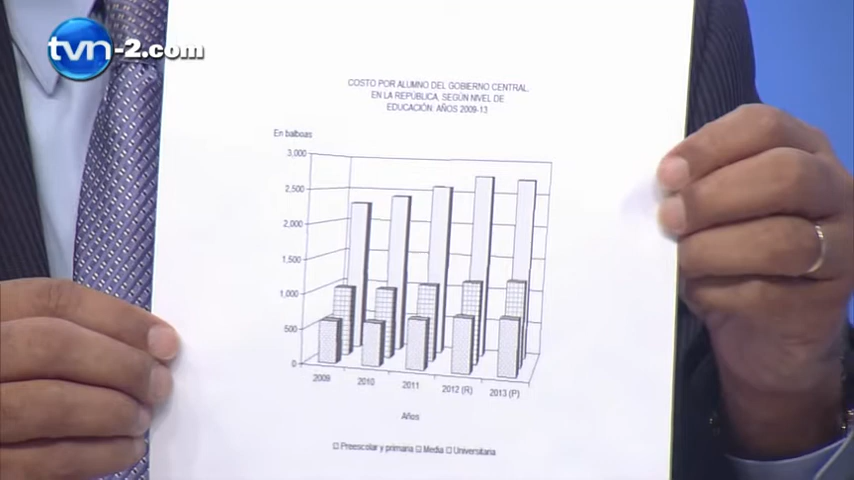 tvn-2.com
COSTO POR ALUMNO DEL GOBIERNO CENTRAL,
EN LA REPÚBLICA, SEGÚN NIVEL DE
EDUCACIÓN: AÑOS 2009-13
En balboas
3,000
2,500
2,000
1,500
1,000
500
0
2009 2010 2011 2012 (R) 2013 (P)
Años
Preescolar y primaria Media Universitaria